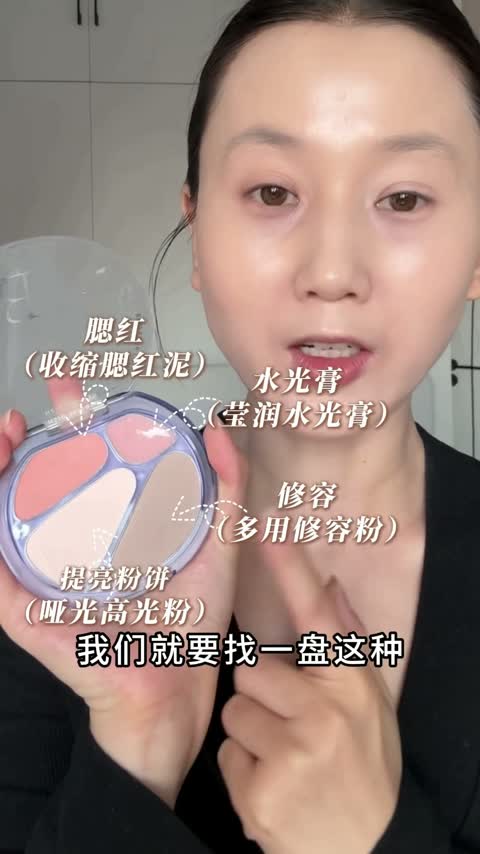 腮红
（收缩腮红泥）
水光膏
（莹润水光膏）
修容
（多用修容粉）
提亮粉饼
（哑光高光粉）
我们就要找一盘这种